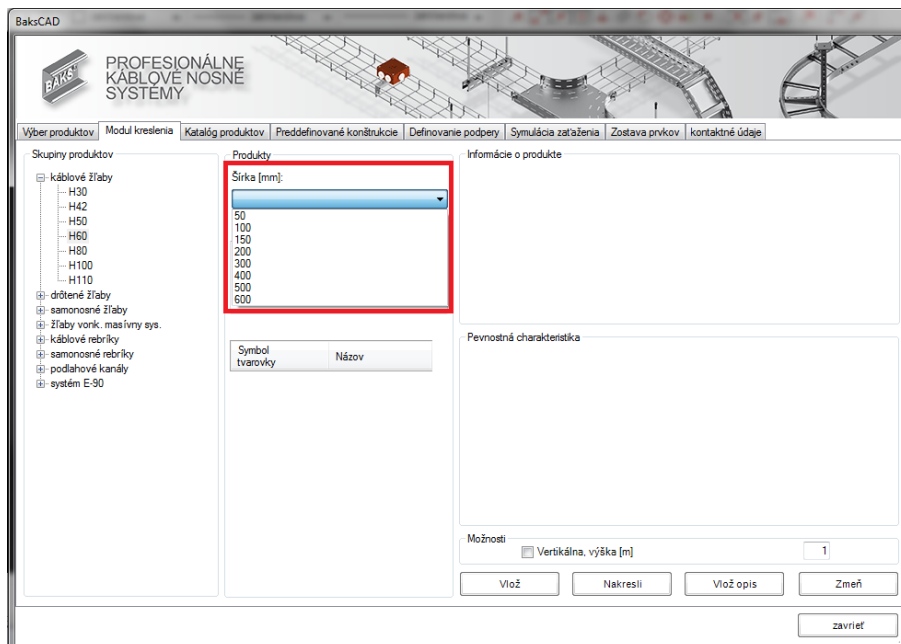 BaksCAD
BAKS
PROFESIONÁLNE
KÁBLOVÉ NOSNÉ
SYSTÉMY
Výber produktov
Modul kreslenia
Katalóg produktov
Preddefinované konštrukcie
Definovanie podpery
Symulácia zaťaženia
Zostava prvkov
kontaktné údaje
Skupiny produktov
káblové žľaby
H30
H42
H50
H60
H80
H100
H110
drôtené žľaby
samonosné žľaby
žľaby vonk. masívny sys.
káblové rebríky
samonosné rebríky
podlahové kanály
systém E-90
Produkty
Šírka [mm]:
50
100
150
200
300
400
500
600
Symbol
tvarovky
Názov
Informácie o produkte
Pevnostná charakteristika
Možnosti
Vertikálna, výška [m]
1
Vlož
Nakresli
Vlož opis
Zmeň
zavrieť